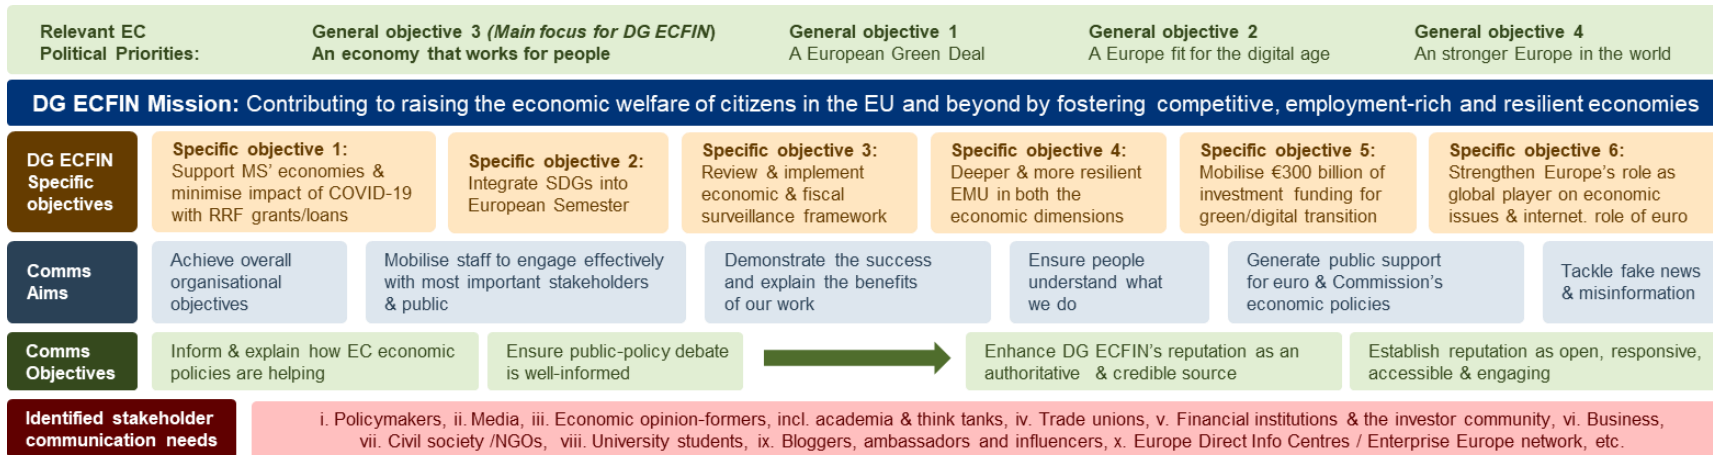 Relevant EC
Political Priorities:
General objective 3 (Main focus for DG ECFIN)
An economy that works for people
General objective 1
A European Green Deal
General objective 2
A Europe fit for the digital age
General objective 4
An stronger Europe in the world
DG ECFIN Mission: Contributing to raising the economic welfare of citizens in the EU and beyond by fostering competitive, employment-rich and resilient economies
DG ECFIN
Specific
objectives
Specific objective 1:
Support MS' economies &
minimise impact of COVID-19
with RRF grants/loans
Specific objective 2:
Integrate SDGs into
European Semester
Specific objective 3:
Review & implement
economic & fiscal
surveillance framework
Specific objective 4:
Deeper & more resilient
EMU in both the
economic dimensions
Specific objective 5:
Mobilise €300 billion of
investment funding for
green/digital transition
Specific objective 6:
Strengthen Europe's role as
global player on economic
issues & internet. role of euro
Comms
Aims
Achieve overall
organisational
objectives
Mobilise staff to engage effectively
with most important stakeholders
& public
Demonstrate the success
and explain the benefits
of our work
Ensure people
understand what
we do
Generate public support
for euro & Commission's
economic policies
Tackle fake news
& misinformation
Comms
Objectives
Inform & explain how EC economic
policies are helping
Ensure public-policy debate
is well-informed
Enhance DG ECFIN's reputation as an
authoritative & credible source
Establish reputation as open, responsive,
accessible & engaging
Identified stakeholder
communication needs
i. Policymakers, ii. Media, iii. Economic opinion-formers, incl. academia & think tanks, iv. Trade unions, v. Financial institutions & the investor community, vi. Business,
vii. Civil society /NGOs, viii. University students, ix. Bloggers, ambassadors and influencers, x. Europe Direct Info Centres / Enterprise Europe network, etc.